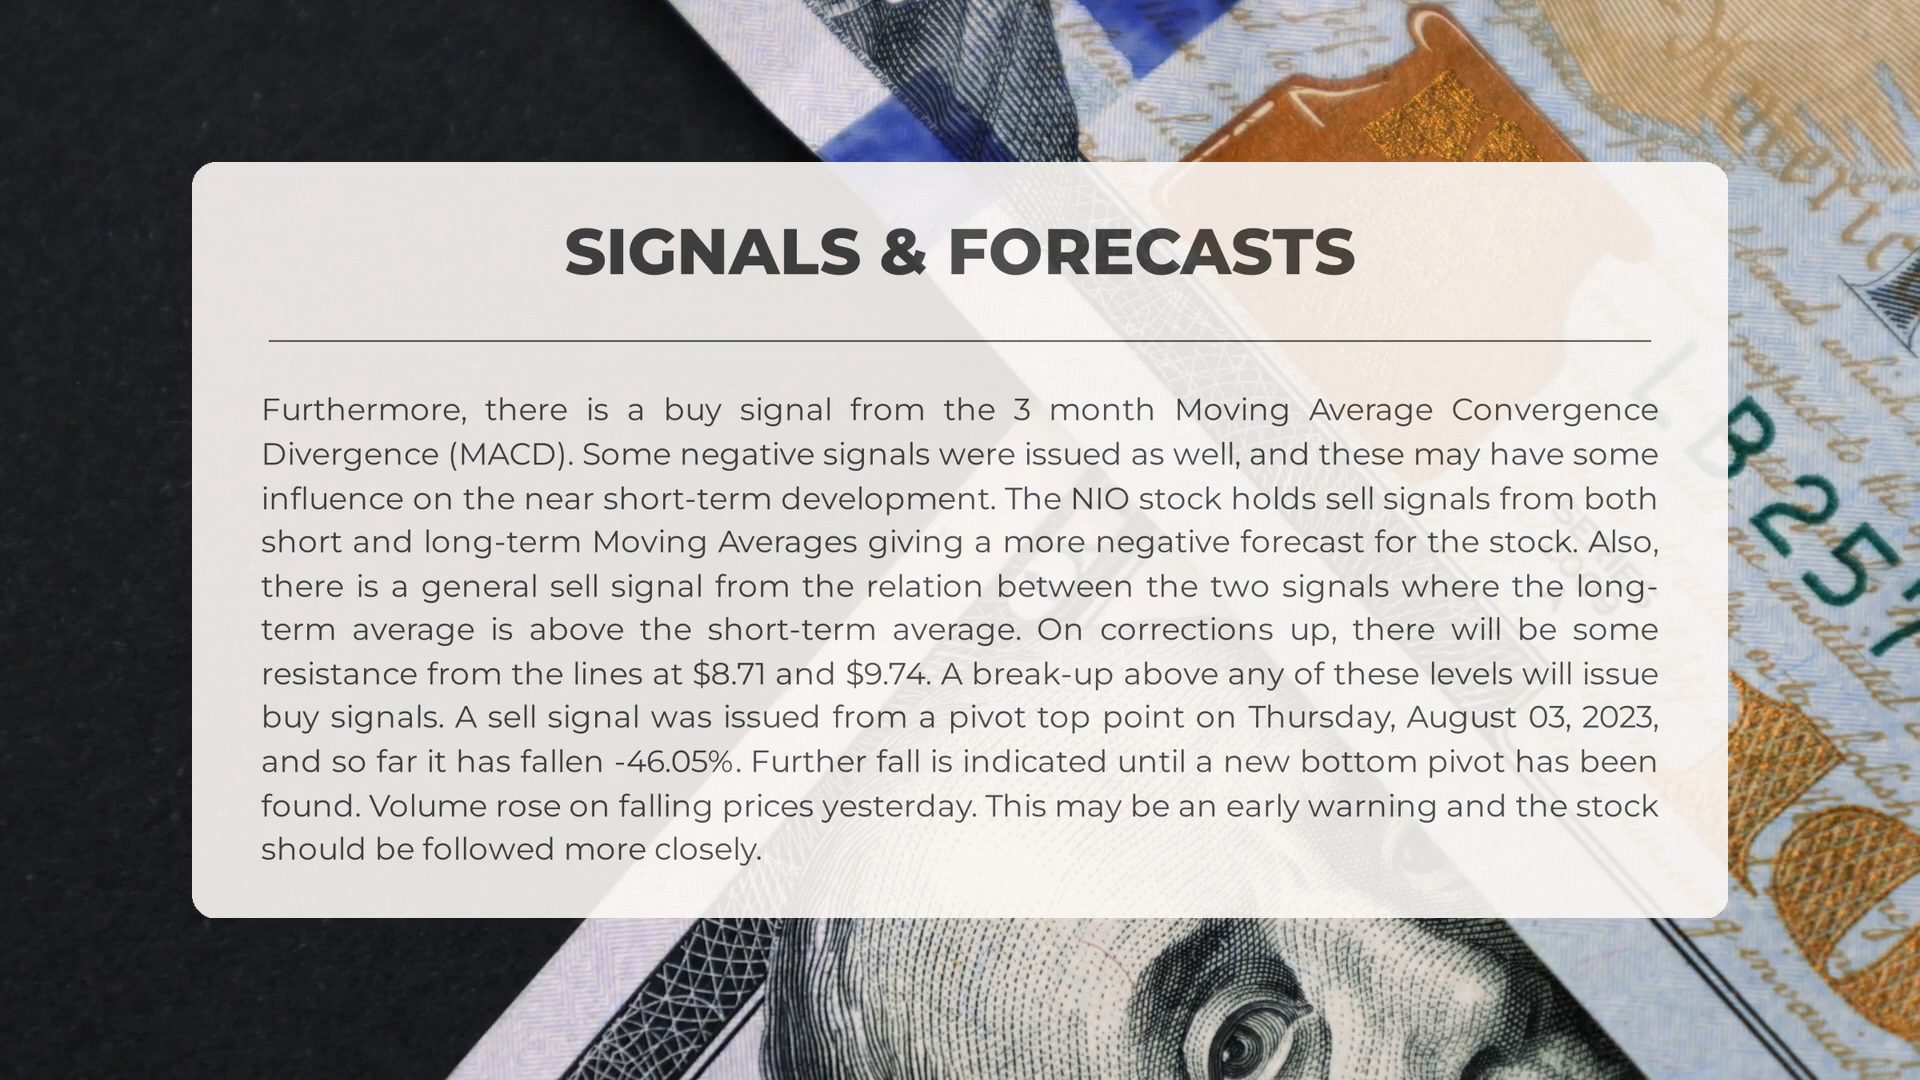 SIGNALS & FORECASTS
Furthermore, there is a buy signal from the 3 month Moving Average Convergence
Divergence (MACD). Some negative signals were issued as well, and these may have some
influence on the near short-term development. The NIO stock holds sell signals from both
short and long-term Moving Averages giving a more negative forecast for the stock. Also,
there is a general sell signal from the relation between the two signals where the long-
term average is above the short-term average. On corrections up, there will be some
resistance from the lines at $8.71 and $9.74. A break-up above any of these levels will issue
buy signals. A sell signal was issued from a pivot top point on Thursday, August 03, 2023,
and so far it has fallen -46.05%. Further fall is indicated until a new bottom pivot has been
found. Volume rose on falling prices yesterday. This may be an early warning and the stock
should be followed more closely.